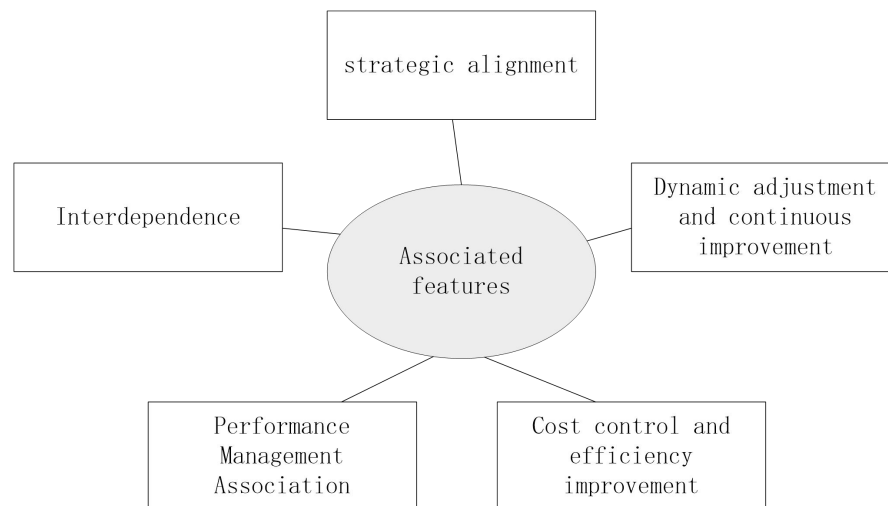 strategic alignment
Interdependence
Dynamic adjustment
and continuous
improvement
Associated
features
Performance
Management
Association
Cost control and
efficiency
improvement